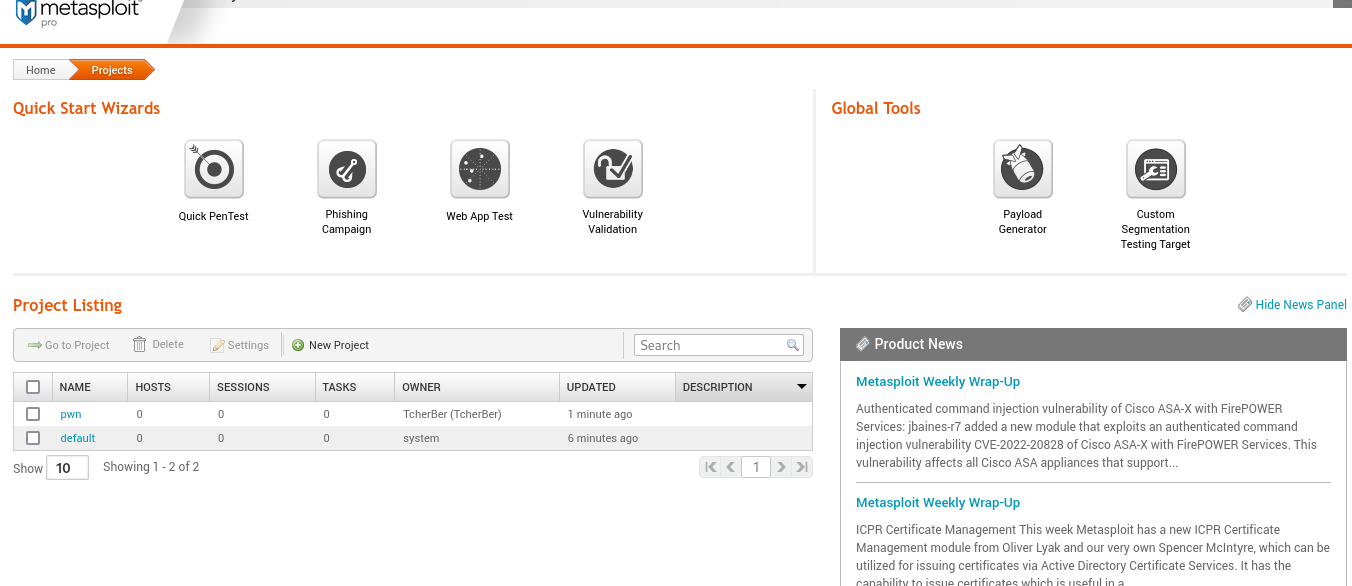 metasploit
pro
Home Projects
Quick Start Wizards
Quick PenTest
Phishing
Campaign
Web App Test
Vulnerability
Validation
Global Tools
Payload
Generator
Custom
Segmentation
Testing Target
Project Listing
Hide News Panel
Go to Project Delete Settings New Project Search
NAME HOSTS SESSIONS TASKS OWNER UPDATED DESCRIPTION
pwn 0 0 0 TcherBer (TcherBer) 1 minute ago
default 0 0 0 system 6 minutes ago
Show 10 Showing 1 - 2 of 2 1
Product News
Metasploit Weekly Wrap-Up
Authenticated command injection vulnerability of Cisco ASA-X with FirePOWER
Services: jbaines-r7 added a new module that exploits an authenticated command
injection vulnerability CVE-2022-20828 of Cisco ASA-X with FirePOWER Services. This
vulnerability affects all Cisco ASA appliances that support...
Metasploit Weekly Wrap-Up
ICPR Certificate Management This week Metasploit has a new ICPR Certificate
Management module from Oliver Lyak and our very own Spencer McIntyre, which can be
utilized for issuing certificates via Active Directory Certificate Services. It has the
capability to issue certificates which is useful in a